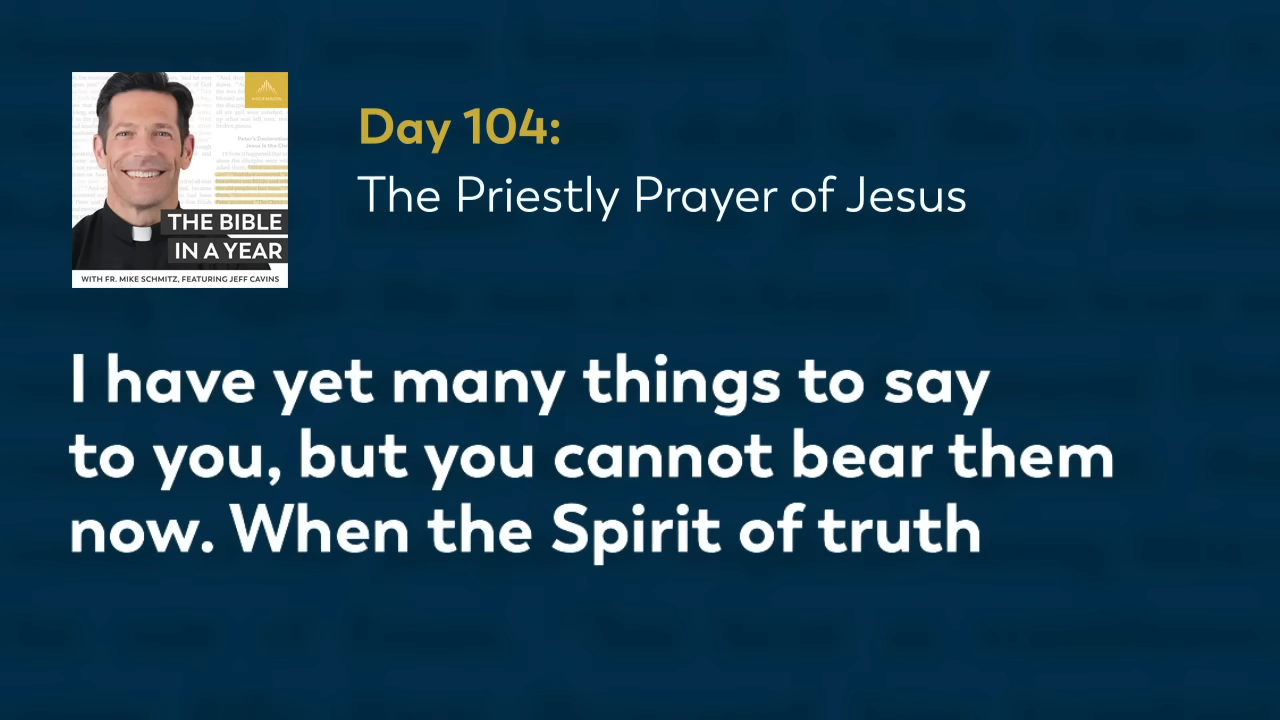 Day 104:
The Priestly Prayer of Jesus
THE BIBLE
IN A YEAR
WITH FR. MIKE SCHMITZ, FEATURING JEFF CAVINS
I have yet many things to say
to you, but you cannot bear them
now. When the Spirit of truth